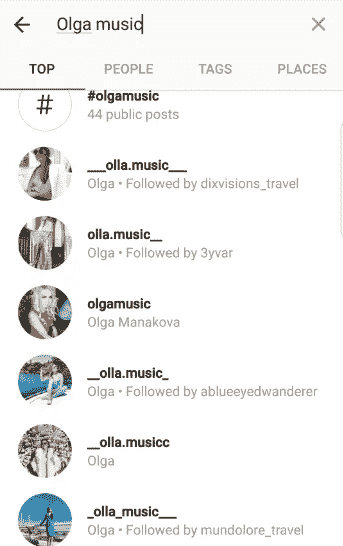 Olga music
TOP PEOPLE TAGS PLACES
#
#olgamusic
44 public posts
___olla.music___
Olga • Followed by dixvisions_travel
olla.music__
Olga • Followed by 3yvar
olgamusic
Olga Manakova
__olla.music_
Olga • Followed by ablueeyedwanderer
__olla.musicc
Olga
_olla_music___
Olga • Followed by mundolore_travel